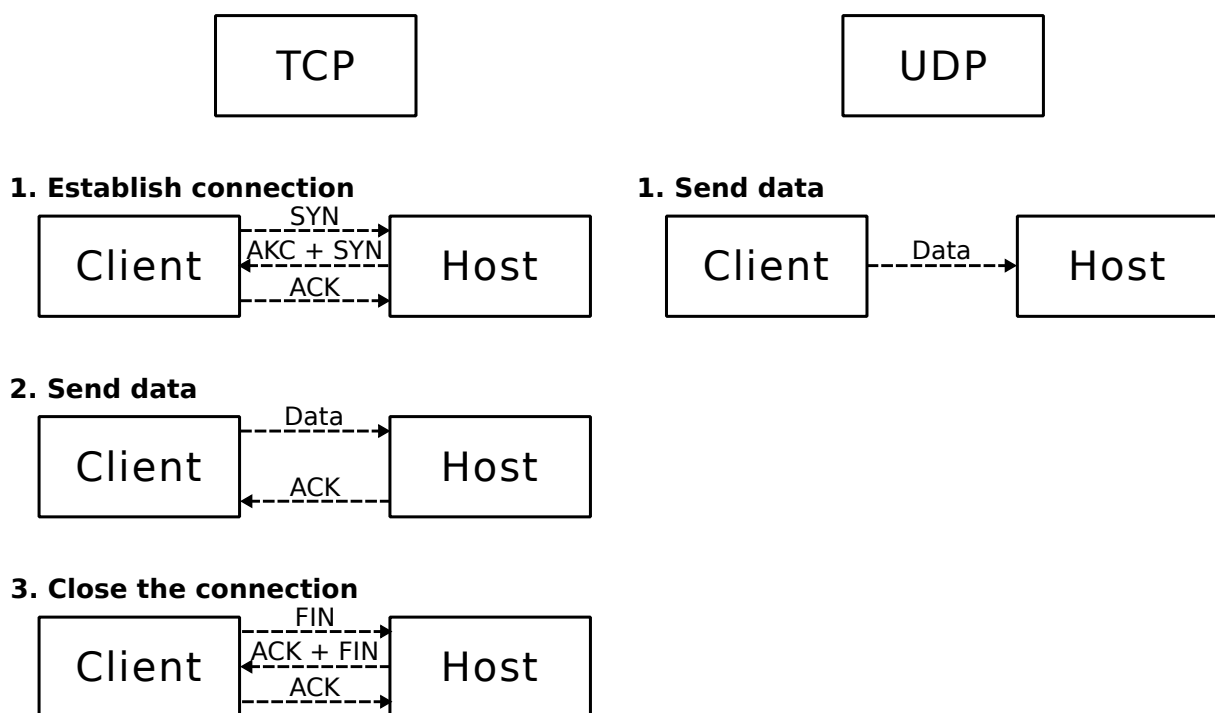 TCP
UDP
1. Establish connection
Client
SYN
AKC + SYN
ACK
Host
1. Send data
Client
Data
Host
2. Send data
Client
Data
ACK
Host
3. Close the connection
Client
FIN
ACK + FIN
ACK
Host